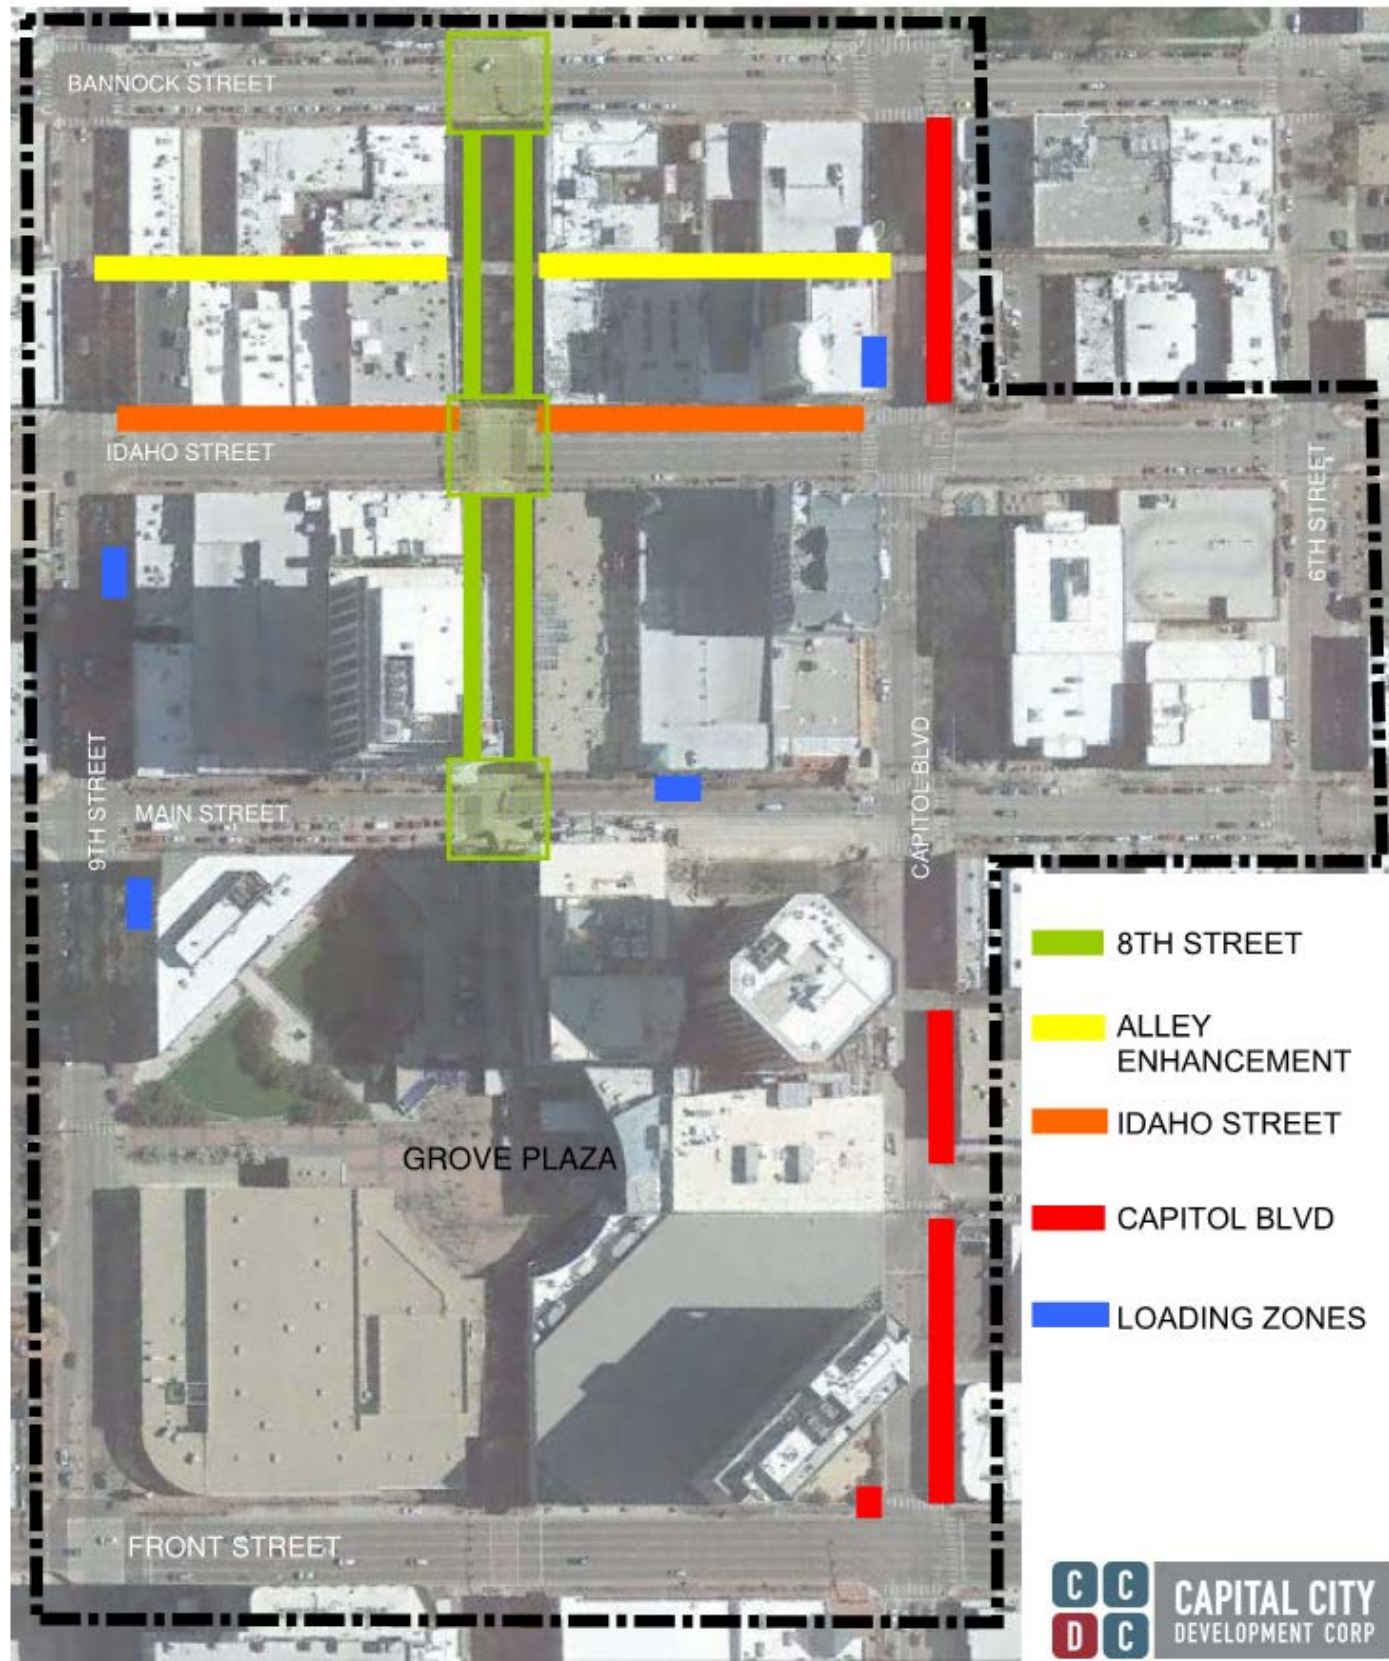 BANNOCK STREET
IDAHO STREET
6TH STREET
9TH STREET
MAIN STREET
CAPITOL BLVD
8TH STREET
ALLEY
ENHANCEMENT
IDAHO STREET
GROVE PLAZA
CAPITOL BLVD
LOADING ZONES
FRONT STREET
C C
D C
CAPITAL CITY
DEVELOPMENT CORP